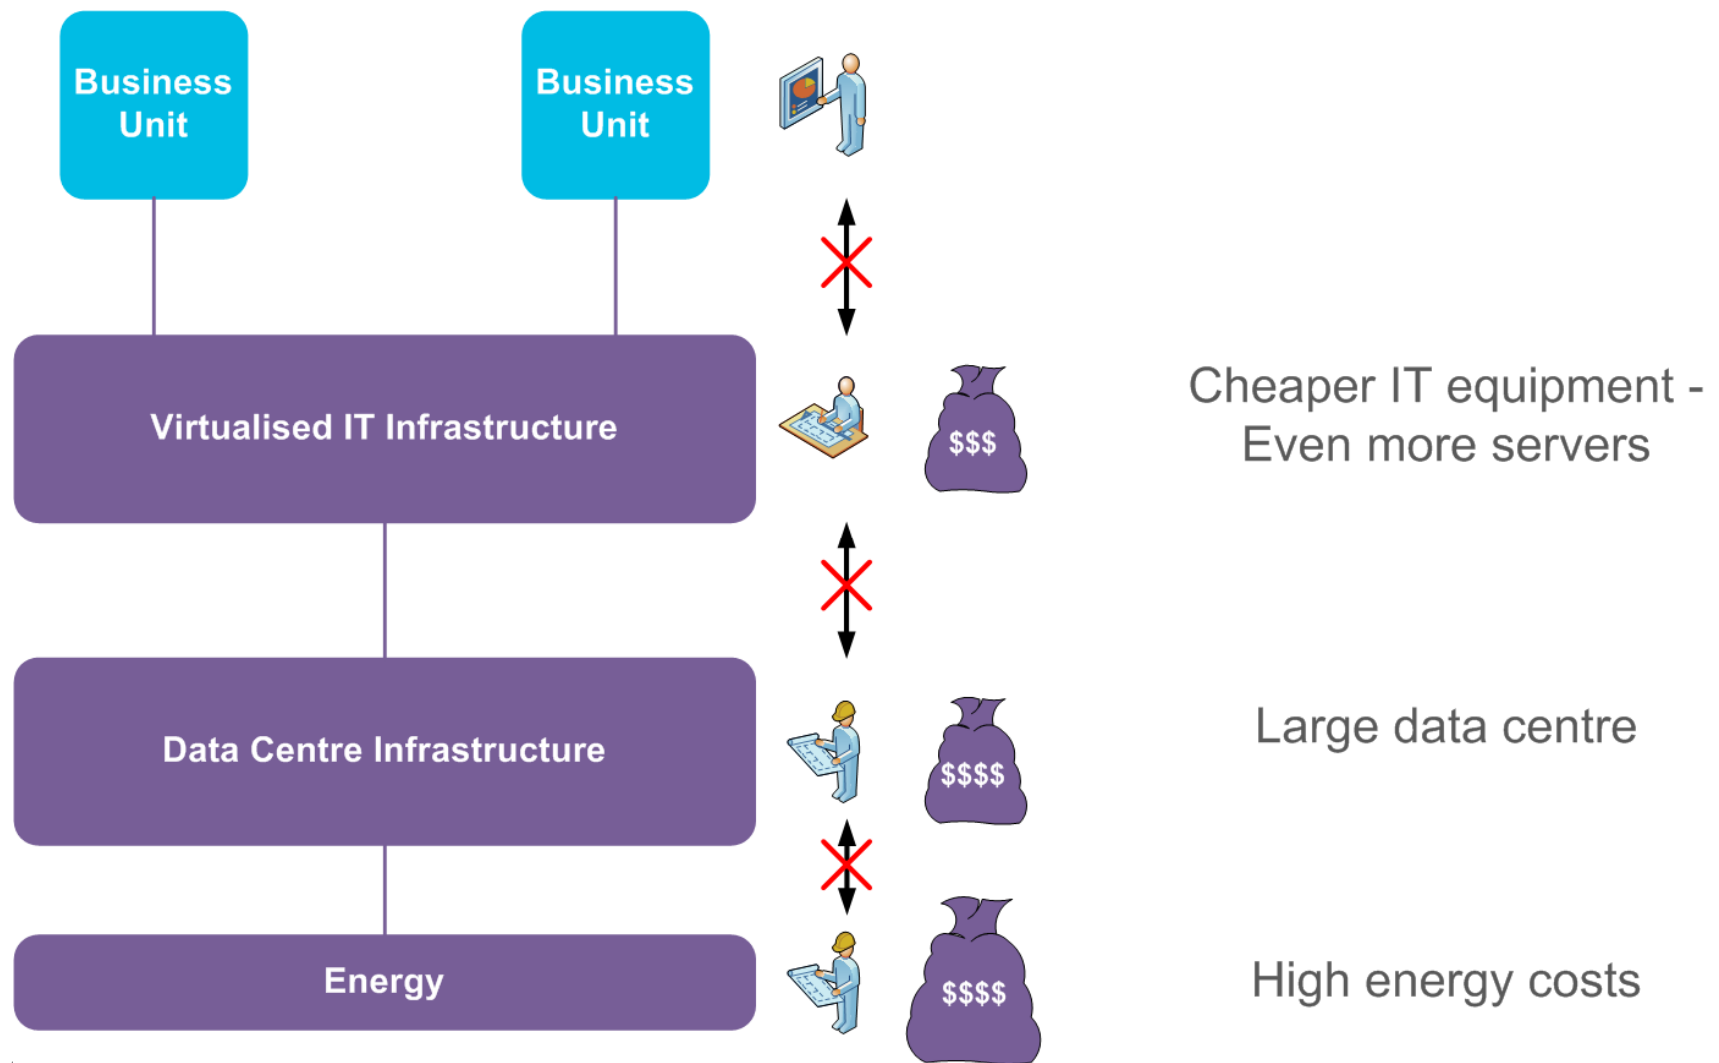 Business
Unit
Business
Unit
Virtualised IT Infrastructure
$$$
Cheaper IT equipment -
Even more servers
Data Centre Infrastructure
$$$$
Large data centre
Energy
$$$$
High energy costs